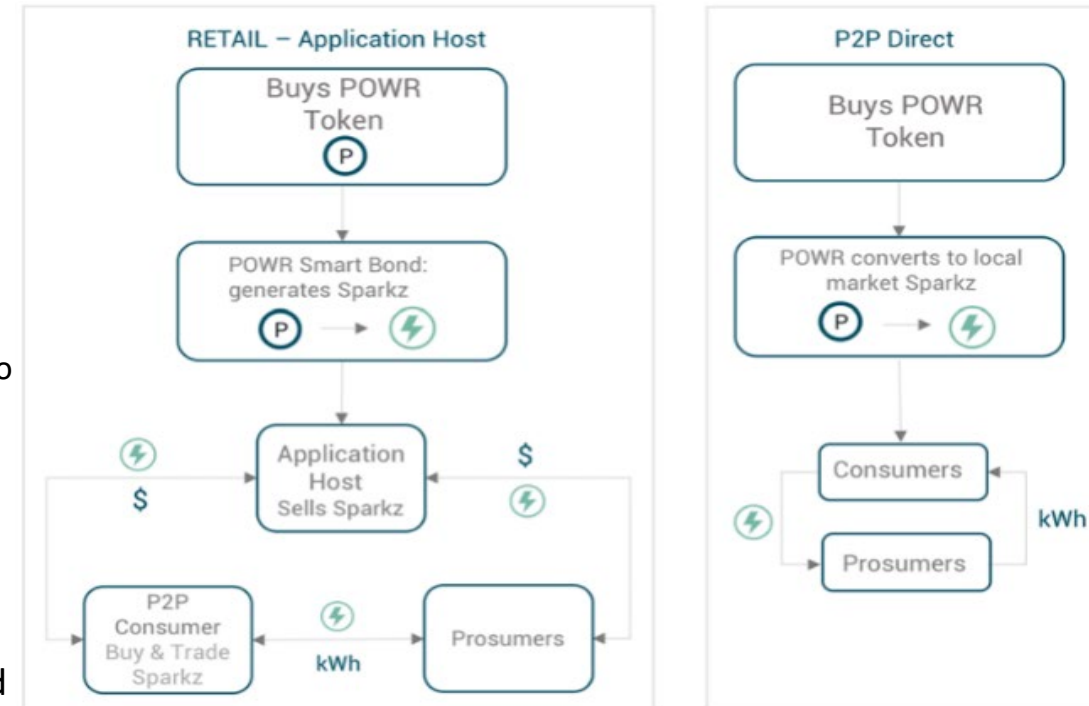 RETAIL – Application Host
Buys POWR
Token
P
POWR Smart Bond:
generates Sparkz
P
Application
Host
Sells Sparkz
$
$
P2P
Consumer
Buy & Trade
Sparkz
kWh
Prosumers
P2P Direct
Buys POWR
Token
POWR converts to local
market Sparkz
P
Consumers
kWh
Prosumers
o
d